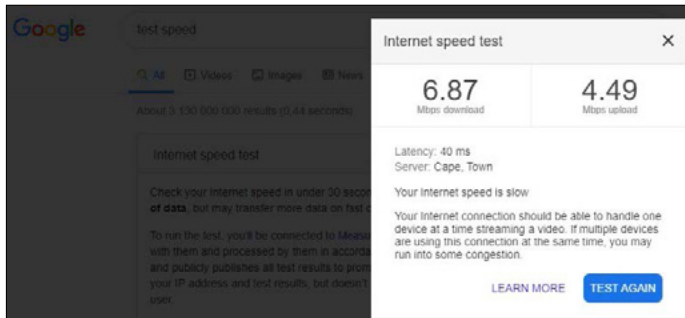 Google
test speed
All Videos Images News
About 3 130 000 000 results (0,44 seconds)
Internet speed test
Check your Internet speed in under 30 secon
of data, but may transfer more data on fast c
To run the test, you'll be connected to Measu
with them and processed by them in accorda
and publicly publishes all test results to prom
your IP address and test results, but doesn't
user.
Internet speed test
6.87 4.49
Mbps download Mbps upload
Latency: 40 ms
Server: Cape, Town
Your Internet speed is slow
Your Internet connection should be able to handle one
device at a time streaming a video. If multiple devices
are using this connection at the same time, you may
run into some congestion.
LEARN MORE TEST AGAIN